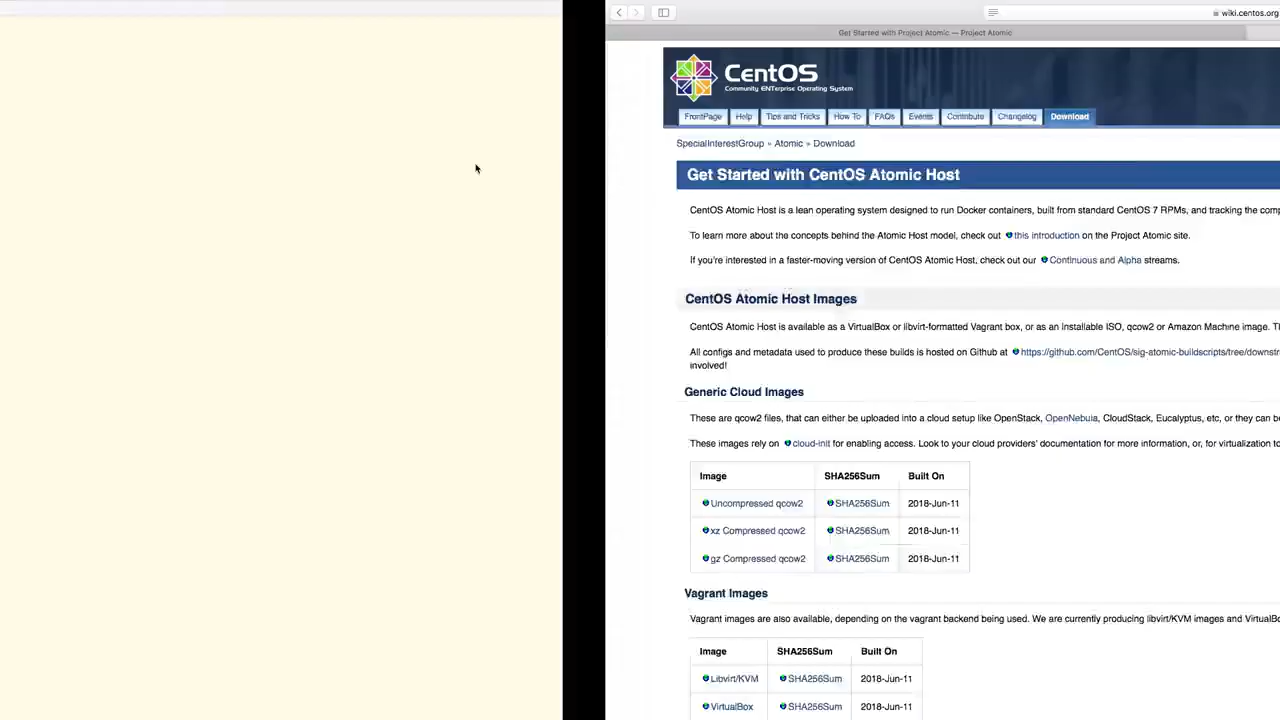 wiki.centos.org
Get Started with Project Atomic — Project Atomic
CentOS
Community ENTerprise Operating System
FrontPage Help Tips and Tricks How To FAQs Events Contribute Changelog Download
SpecialInterestGroup » Atomic » Download
Get Started with CentOS Atomic Host
CentOS Atomic Host is a lean operating system designed to run Docker containers, built from standard CentOS 7 RPMs, and tracking the
To learn more about the concepts behind the Atomic Host model, check out this introduction on the Project Atomic site.
If you're interested in a faster-moving version of CentOS Atomic Host, check out our Continuous and Alpha streams.
CentOS Atomic Host Images
CentOS Atomic Host is available as a VirtualBox or libvirt-formatted Vagrant box, or as an installable ISO, qcow2 or Amazon Machine image.
All configs and metadata used to produce these builds is hosted on Github at https://github.com/CentOS/sig-atomic-buildscripts/tree/downst
involved!
Generic Cloud Images
These are qcow2 files, that can either be uploaded into a cloud setup like OpenStack, OpenNebula, CloudStack, Eucalyptus, etc, or they can
These images rely on cloud-init for enabling access. Look to your cloud providers' documentation for more information, or, for virtualization
Image SHA256Sum Built On
Uncompressed qcow2 SHA256Sum 2018-Jun-11
xz Compressed qcow2 SHA256Sum 2018-Jun-11
gz Compressed qcow2 SHA256Sum 2018-Jun-11
Vagrant Images
Vagrant images are also available, depending on the vagrant backend being used. We are currently producing libvirt/KVM images and
Image SHA256Sum Built On
Libvirt/KVM SHA256Sum 2018-Jun-11
VirtualBox SHA256Sum 2018-Jun-11